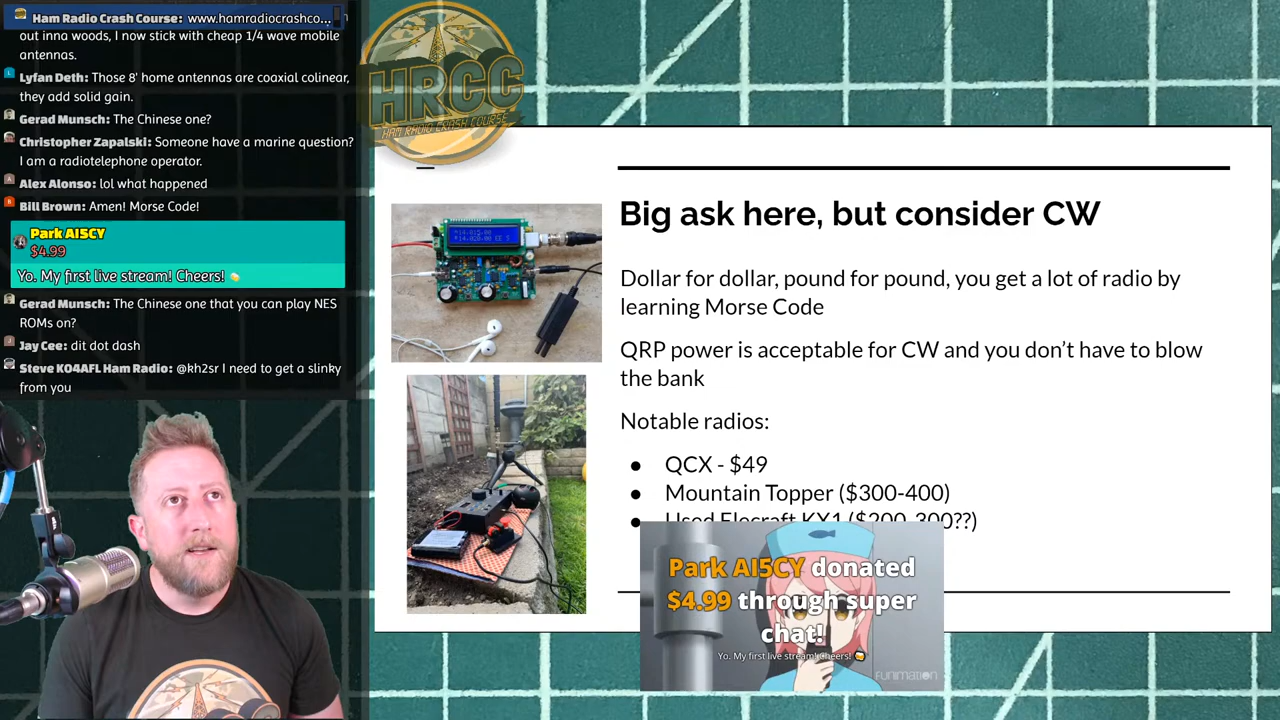 Ham Radio Crash Course: www.hamradiocrashco...
out inna woods, I now stick with cheap 1/4 wave mobile
antennas.
Lyfan Deth: Those 8' home antennas are coaxial colinear,
they add solid gain.
Gerad Munsch: The Chinese one?
Christopher Zapalski: Someone have a marine question?
I am a radiotelephone operator.
Alex Alonso: lol what happened
Bill Brown: Amen! Morse Code!
Park AI5CY
$4.99
Yo. My first live stream! Cheers! 🍻
Gerad Munsch: The Chinese one that you can play NES
ROMs on?
Jay Cee: dit dot dash
Steve KO4AFL Ham Radio: @kh2sr I need to get a slinky
from you
HRCC
HAM RADIO CRASH COURSE
Big ask here, but consider CW
Dollar for dollar, pound for pound, you get a lot of radio by
learning Morse Code
QRP power is acceptable for CW and you don't have to blow
the bank
Notable radios:
● QCX - $49
● Mountain Topper ($300-400)
● Used Elecraft KX1 ($200-300??)
Park AI5CY donated
$4.99 through super
chat!
Yo. My first live stream! Cheers! 🍻
FUNIMATION